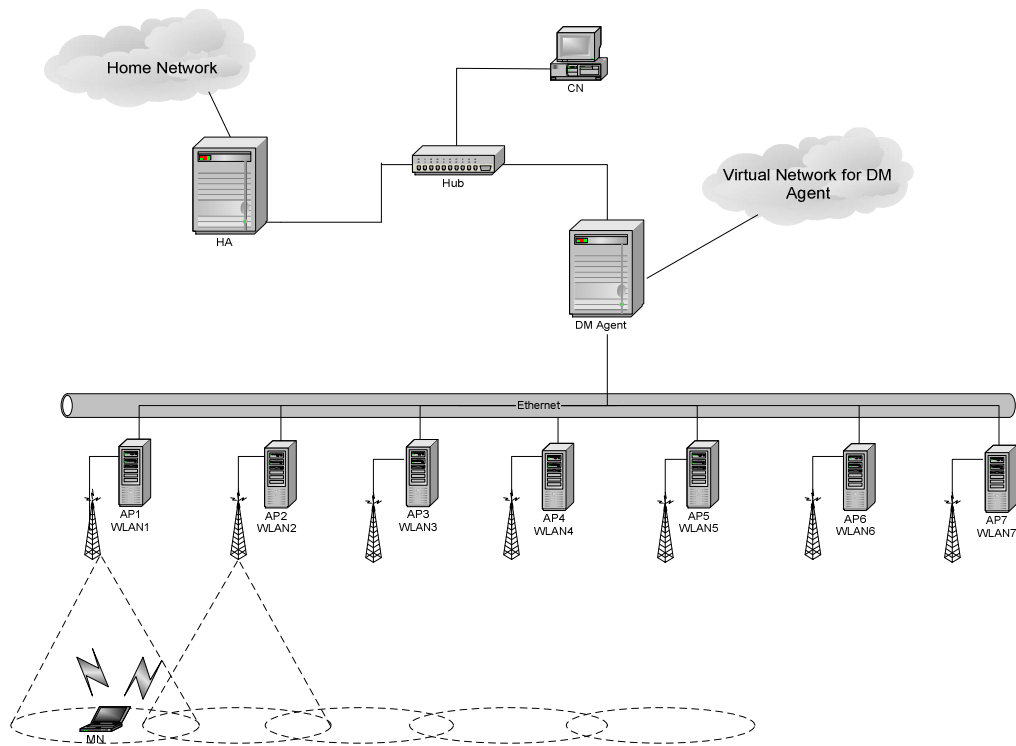 Home Network
CN
Hub
HA
Virtual Network for DM
Agent
DM Agent
Ethernet
AP1
WLAN1
AP2
WLAN2
AP3
WLAN3
AP4
WLAN4
AP5
WLAN5
AP6
WLAN6
AP7
WLAN7
MN